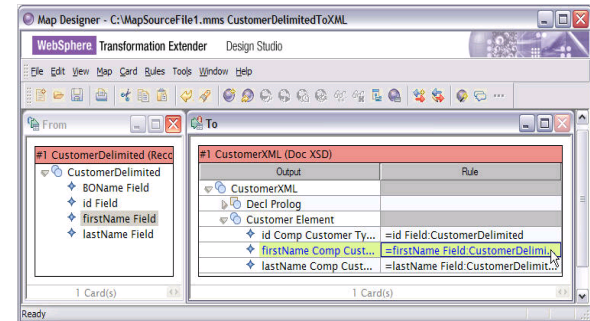 Map Designer - C:\MapSourceFile1.mms CustomerDelimitedToXML
WebSphere Transformation Extender Design Studio
File Edit View Map Card Rules Tools Window Help
From
#1 CustomerDelimited (Recc
CustomerDelimited
BOName Field
id Field
firstName Field
lastName Field
1 Card(s)
To
#1 CustomerXML (Doc XSD)
Output Rule
CustomerXML
Decl Prolog
Customer Element
id Comp Customer Ty... =id Field:CustomerDelimited
firstName Comp Cust... =firstName Field:CustomerDelimi...
lastName Comp Cust... =lastName Field:CustomerDelimit...
1 Card(s)
Ready